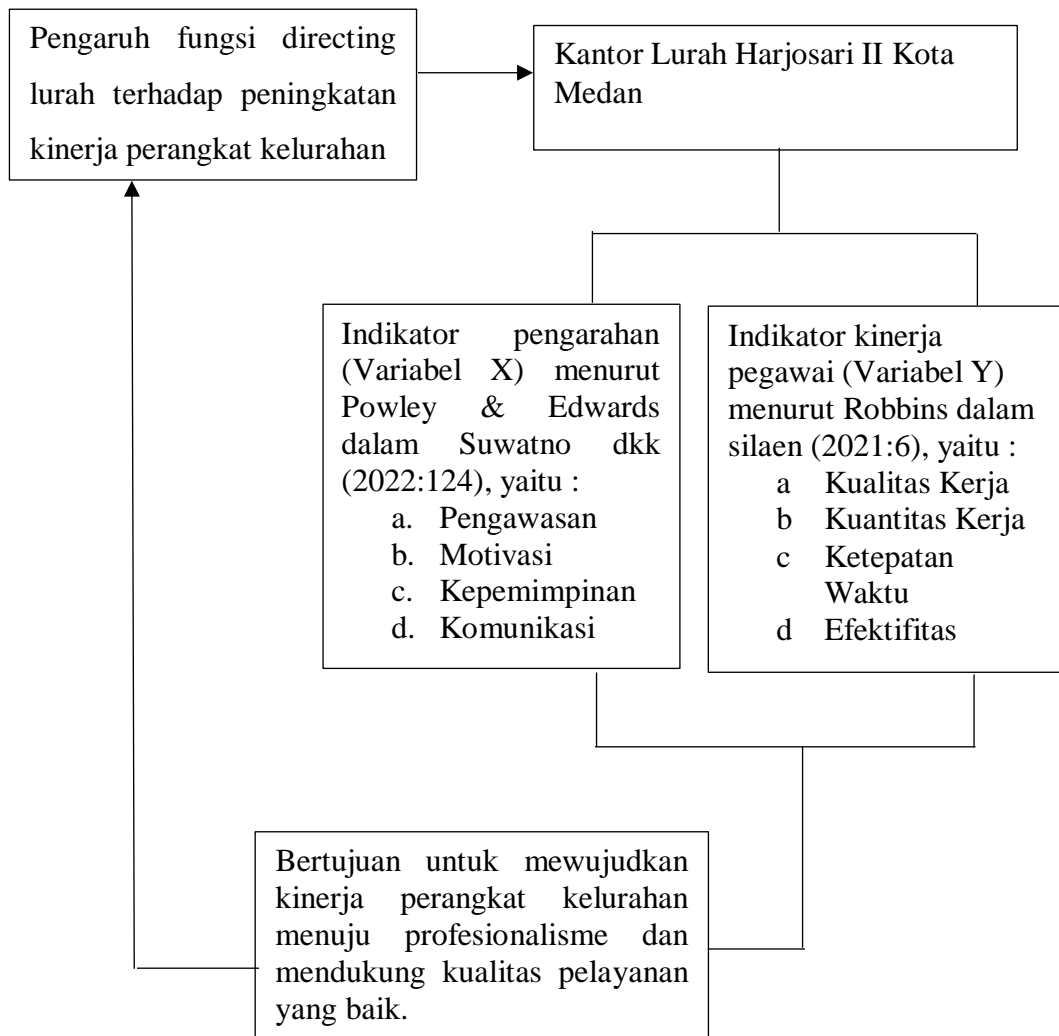 Pengaruh fungsi directing
lurah terhadap peningkatan
kinerja perangkat kelurahan
Kantor Lurah Harjosari II Kota
Medan
Indikator pengarahan
(Variabel X) menurut
Powley & Edwards
dalam Suwatno dkk
(2022:124), yaitu :
a. Pengawasan
b. Motivasi
c. Kepemimpinan
d. Komunikasi
Indikator kinerja
pegawai (Variabel Y)
menurut Robbins dalam
silaen (2021:6), yaitu :
a Kualitas Kerja
b Kuantitas Kerja
c Ketepatan
Waktu
d Efektifitas
Bertujuan untuk mewujudkan
kinerja perangkat kelurahan
menuju profesionalisme dan
mendukung kualitas pelayanan
yang baik.